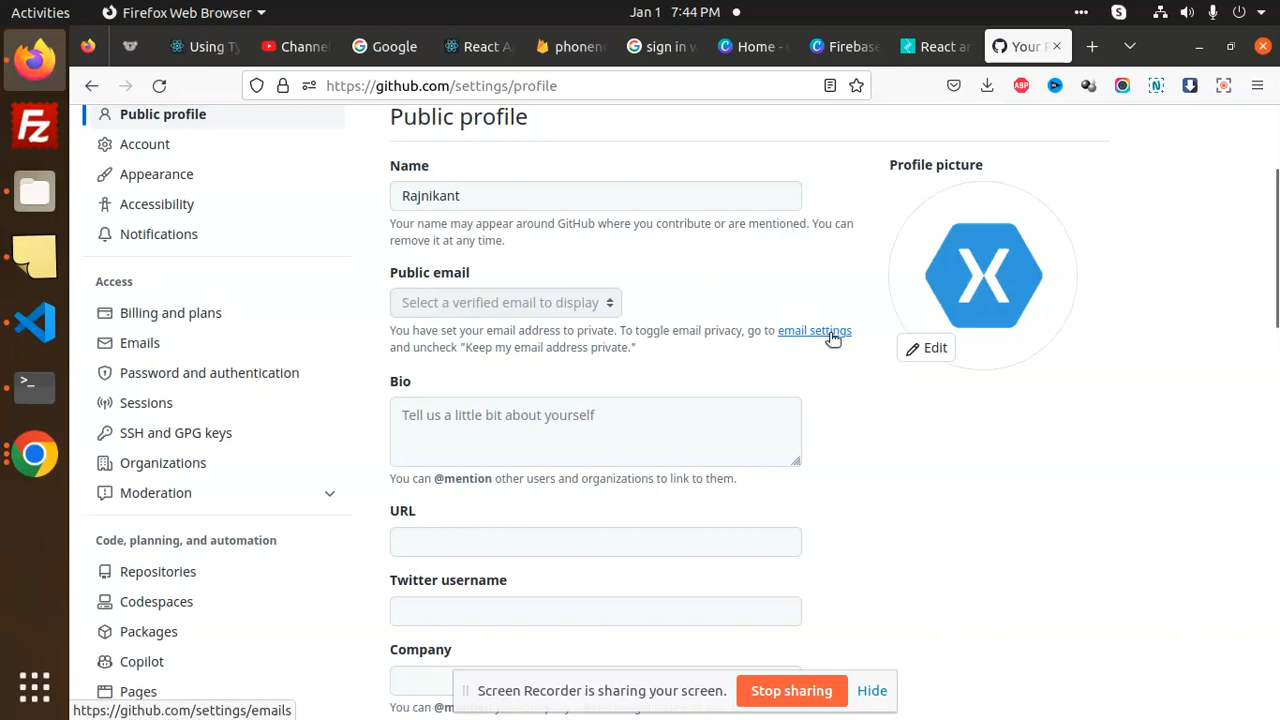 Activities
Firefox Web Browser
Jan 1 7:44 PM
Using Ty
Channe
Google
React A
phonen
sign in w
Home -
Firebase
React ar
Your P
https://github.com/settings/profile
ABP
Public profile
Account
Appearance
Accessibility
Notifications
Access
Billing and plans
Emails
Password and authentication
Sessions
SSH and GPG keys
Organizations
Moderation
Code, planning, and automation
Repositories
Codespaces
Packages
Copilot
Pages
https://github.com/settings/emails
Public profile
Name
Rajnikant
Your name may appear around GitHub where you contribute or are mentioned. You can
remove it at any time.
Public email
Select a verified email to display
You have set your email address to private. To toggle email privacy, go to email settings
and uncheck "Keep my email address private."
Bio
Tell us a little bit about yourself
You can @mention other users and organizations to link to them.
URL
Twitter username
Company
You can
Profile picture
Edit
Screen Recorder is sharing your screen.
Stop sharing
Hide